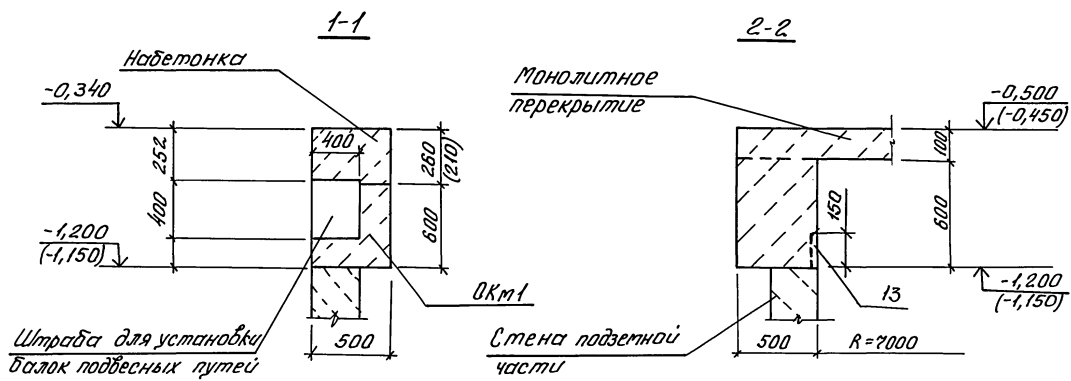 1-1
Набетонка
-0,340
400
252
400
260
(210)
600
-1,200
(-1,150)
ОКм1
Штраба для установки
балок подвесных путей
500
2-2
Монолитное
перекрытие
-0,500
(-0,450)
100
150
600
-1,200
(-1,150)
13
Стена подземной
части
500
R=7000